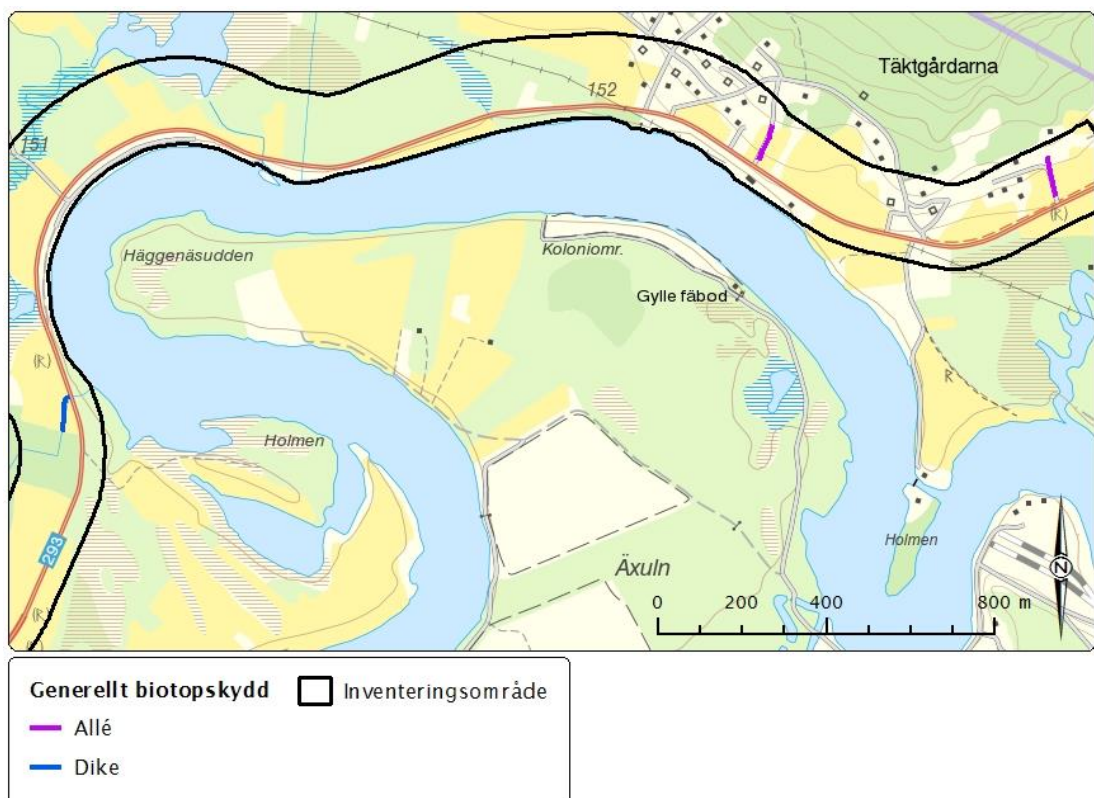 Täktgårdarna
152
151
(R)
Häggenäsudden
Koloniomr.
Gylle fäbod
(R)
R
Holmen
293
Holmen
Äxuln
N
0 200 400 800 m
(R)
Generellt biotopskydd Inventeringsområde
Allé
Dike